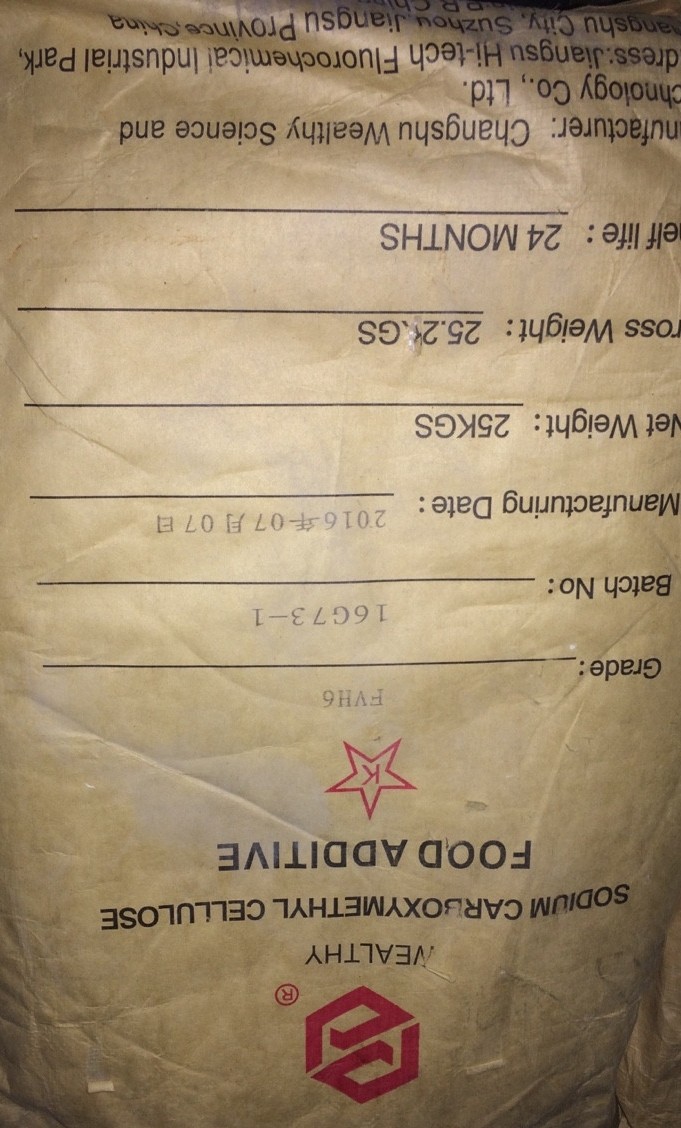 ®
WEALTHY
SODIUM CARBOXYMETHYL CELLULOSE
FOOD ADDITIVE
K
Grade: FVH6
Batch No: 16G73-1
Manufacturing Date: 2016年07月07日
Net Weight: 25KGS
ross Weight: 25.2KGS
elf life: 24 MONTHS
nufacturer: Changshu Wealthy Science and
chnology Co., Ltd.
dress:Jiangsu Hi-tech Fluorochemical Industrial Park,
angshu City, Suzhou,Jiangsu Province,China